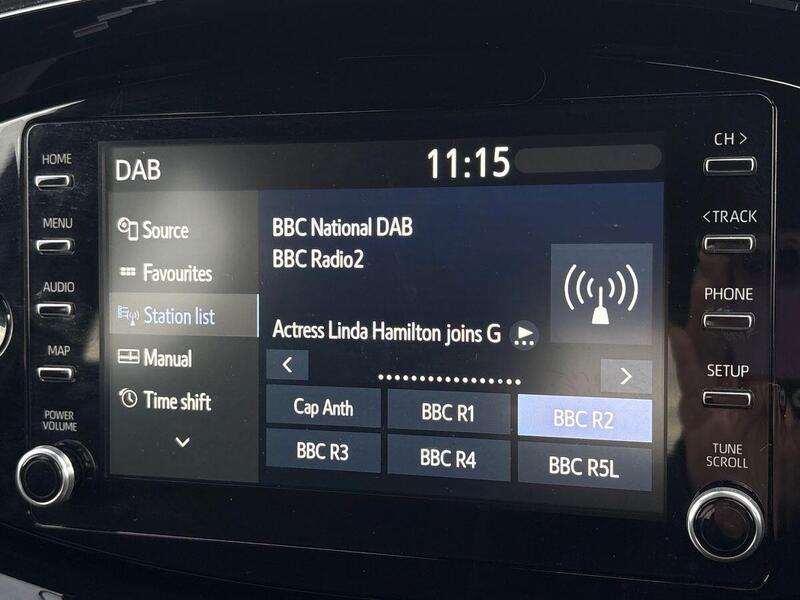 HOME
MENU
AUDIO
MAP
POWER
VOLUME
DAB
11:15
Source
Favourites
Station list
Manual
Time shift
BBC National DAB
BBC Radio2
Actress Linda Hamilton joins G
Cap Anth
BBC R1
BBC R2
BBC R3
BBC R4
BBC R5L
CH >
< TRACK
PHONE
SETUP
TUNE
SCROLL